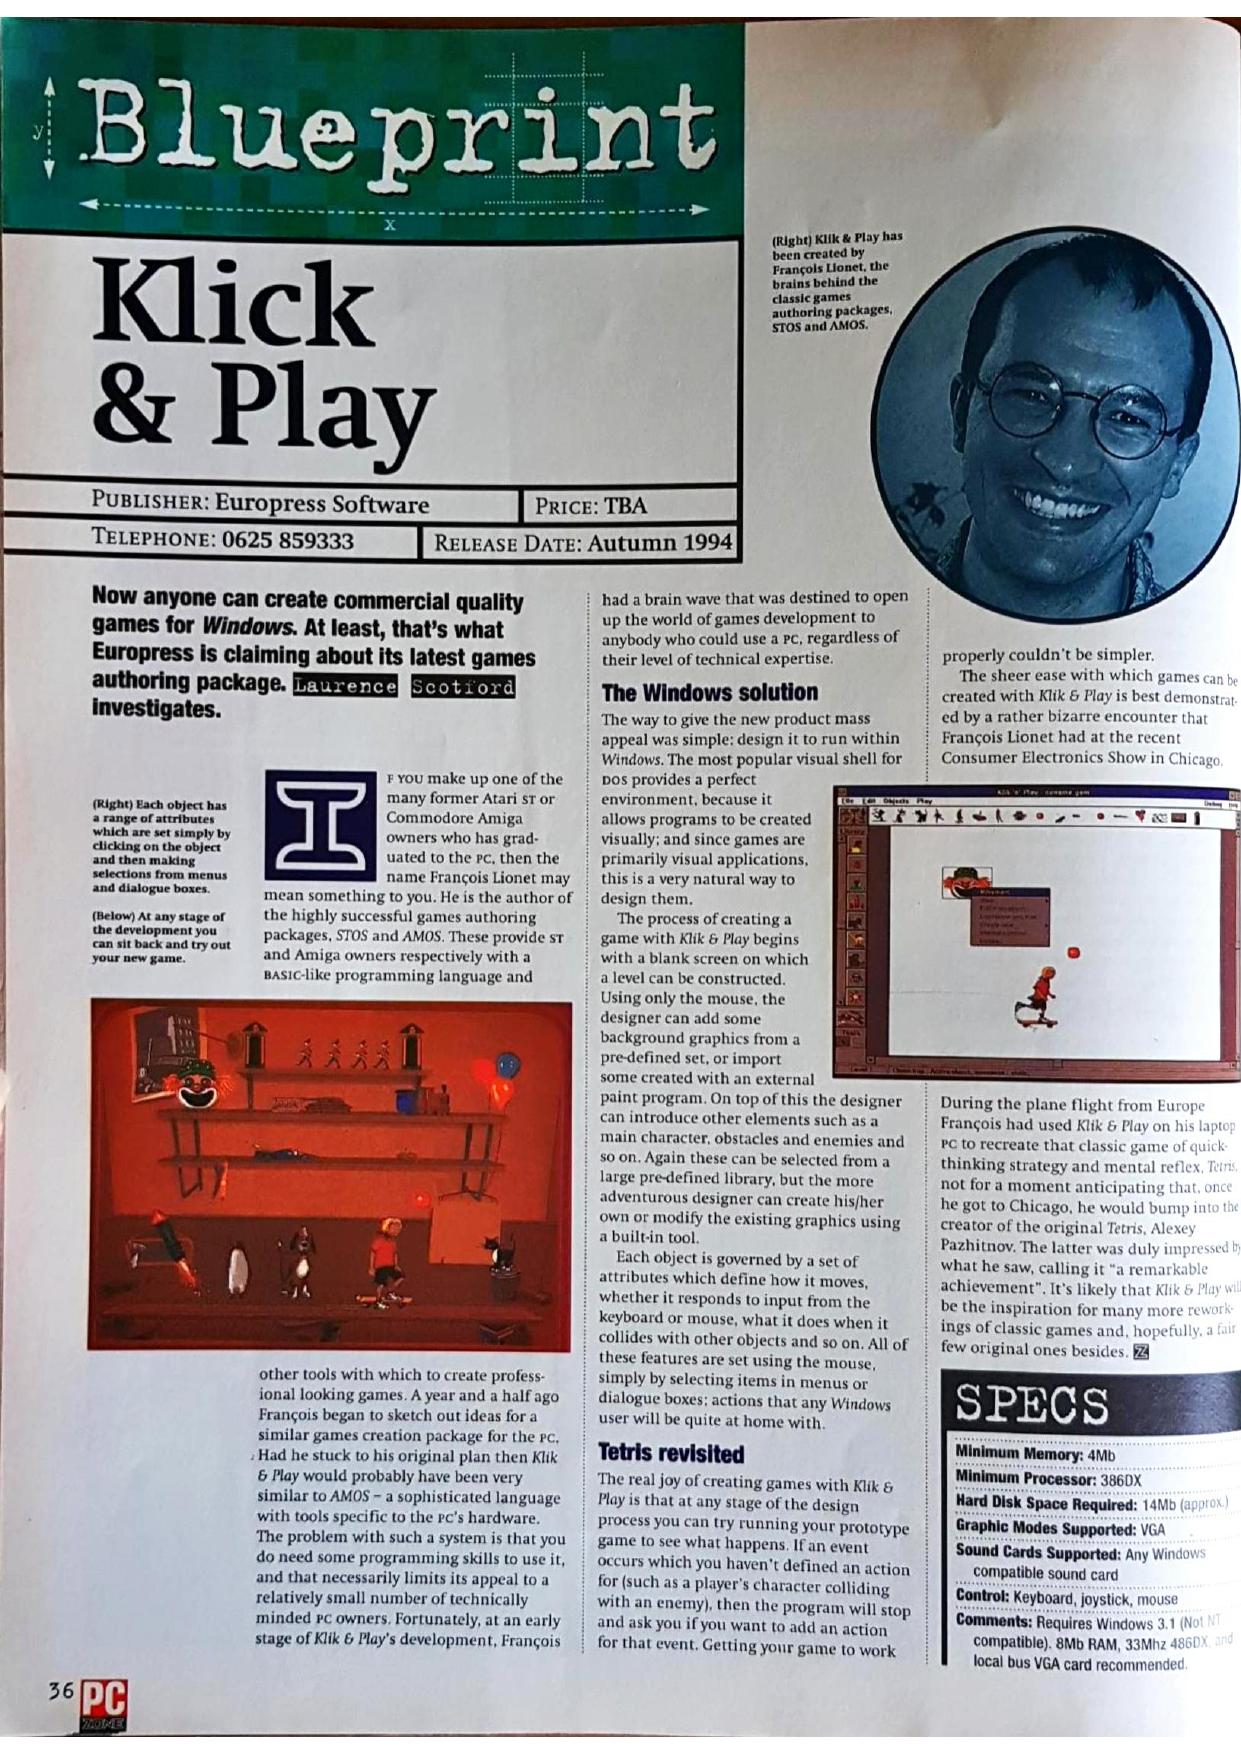 Blueprint
y
x
Klick
& Play
PUBLISHER: Europress Software
PRICE: TBA
TELEPHONE: 0625 859333
RELEASE DATE: Autumn 1994
(Right) Klik & Play has
been created by
François Lionet, the
brains behind the
classic games
authoring packages,
STOS and AMOS.
Now anyone can create commercial quality
games for Windows. At least, that's what
Europress is claiming about its latest games
authoring package. Laurence Scotford
investigates.
(Right) Each object has
a range of attributes
which are set simply by
clicking on the object
and then making
selections from menus
and dialogue boxes.
(Below) At any stage of
the development you
can sit back and try out
your new game.
IF YOU make up one of the
many former Atari ST or
Commodore Amiga
owners who has grad-
uated to the PC, then the
name François Lionet may
mean something to you. He is the author of
the highly successful games authoring
packages, STOS and AMOS. These provide ST
and Amiga owners respectively with a
BASIC-like programming language and
other tools with which to create profess-
ional looking games. A year and a half ago
François began to sketch out ideas for a
similar games creation package for the PC.
Had he stuck to his original plan then Klik
& Play would probably have been very
similar to AMOS – a sophisticated language
with tools specific to the PC's hardware.
The problem with such a system is that you
do need some programming skills to use it,
and that necessarily limits its appeal to a
relatively small number of technically
minded PC owners. Fortunately, at an early
stage of Klik & Play's development, François
had a brain wave that was destined to open
up the world of games development to
anybody who could use a PC, regardless of
their level of technical expertise.
The Windows solution
The way to give the new product mass
appeal was simple: design it to run within
Windows. The most popular visual shell for
DOS provides a perfect
environment, because it
allows programs to be created
visually; and since games are
primarily visual applications,
this is a very natural way to
design them.
The process of creating a
game with Klik & Play begins
with a blank screen on which
a level can be constructed.
Using only the mouse, the
designer can add some
background graphics from a
pre-defined set, or import
some created with an external
paint program. On top of this the designer
can introduce other elements such as a
main character, obstacles and enemies and
so on. Again these can be selected from a
large pre-defined library, but the more
adventurous designer can create his/her
own or modify the existing graphics using
a built-in tool.
Each object is governed by a set of
attributes which define how it moves,
whether it responds to input from the
keyboard or mouse, what it does when it
collides with other objects and so on. All of
these features are set using the mouse,
simply by selecting items in menus or
dialogue boxes; actions that any Windows
user will be quite at home with.
Tetris revisited
The real joy of creating games with Klik &
Play is that at any stage of the design
process you can try running your prototype
game to see what happens. If an event
occurs which you haven't defined an action
for (such as a player's character colliding
with an enemy), then the program will stop
and ask you if you want to add an action
for that event. Getting your game to work
properly couldn't be simpler.
The sheer ease with which games can be
created with Klik & Play is best demonstrat-
ed by a rather bizarre encounter that
François Lionet had at the recent
Consumer Electronics Show in Chicago.
File Edit Objects Play
During the plane flight from Europe
François had used Klik & Play on his laptop
PC to recreate that classic game of quick-
thinking strategy and mental reflex, Tetris,
not for a moment anticipating that, once
he got to Chicago, he would bump into the
creator of the original Tetris, Alexey
Pazhitnov. The latter was duly impressed by
what he saw, calling it "a remarkable
achievement". It's likely that Klik & Play will
be the inspiration for many more rework-
ings of classic games and, hopefully, a fair
few original ones besides. Z
SPECS
Minimum Memory: 4Mb
Minimum Processor: 386DX
Hard Disk Space Required: 14Mb (approx.)
Graphic Modes Supported: VGA
Sound Cards Supported: Any Windows
compatible sound card
Control: Keyboard, joystick, mouse
Comments: Requires Windows 3.1 (Not NT
compatible). 8Mb RAM, 33Mhz 486DX, and
local bus VGA card recommended.
36 PC
ZONE